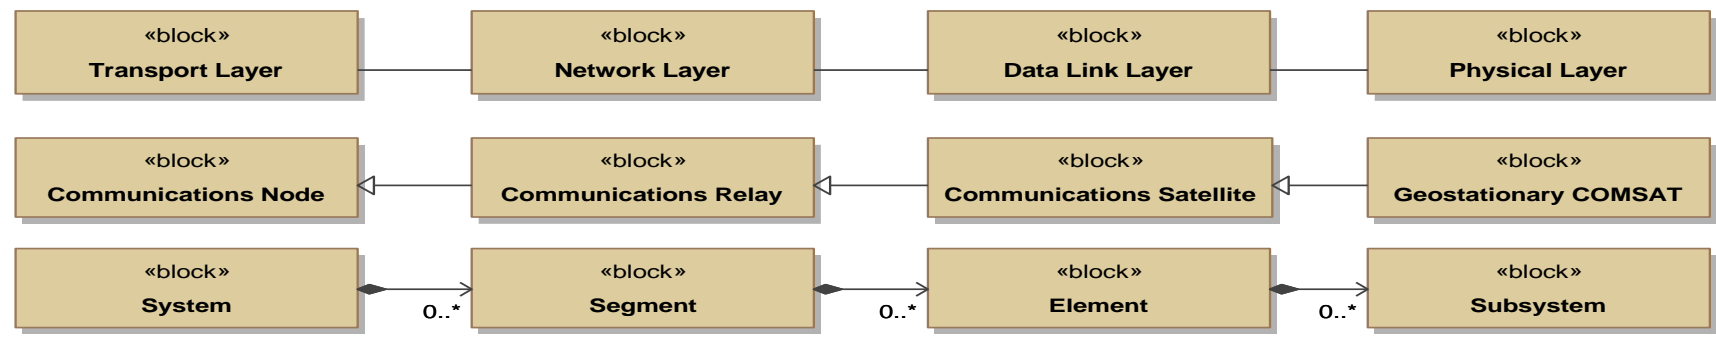 «block»
Transport Layer
«block»
Network Layer
«block»
Data Link Layer
«block»
Physical Layer
«block»
Communications Node
«block»
Communications Relay
«block»
Communications Satellite
«block»
Geostationary COMSAT
«block»
System
0..*
«block»
Segment
0..*
«block»
Element
0..*
«block»
Subsystem